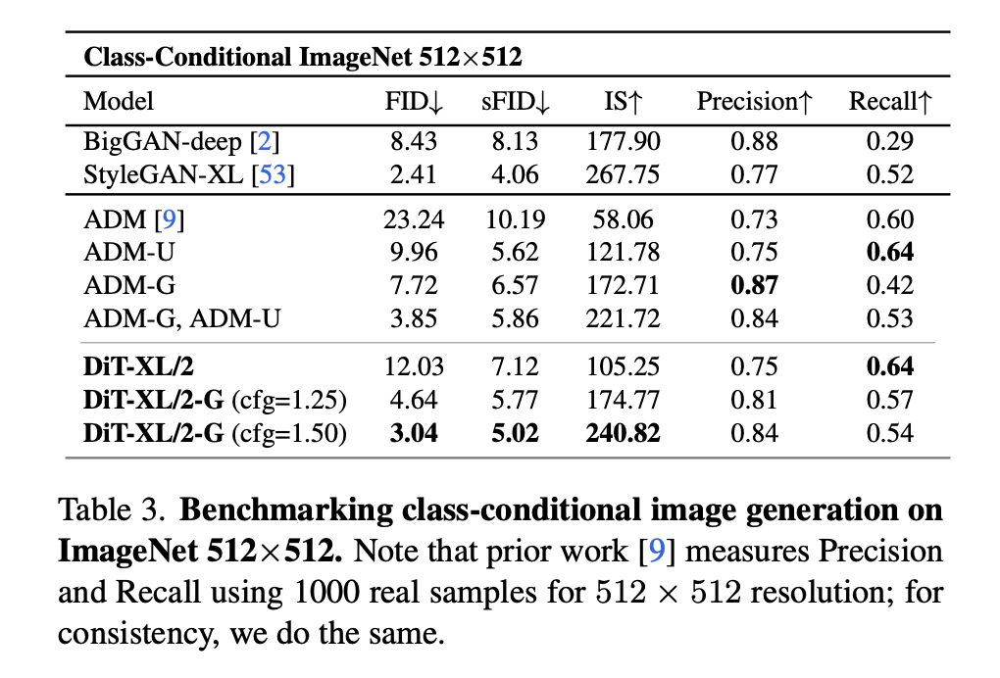 Class-Conditional ImageNet 512×512
Model FID↓ sFID↓ IS↑ Precision↑ Recall↑
BigGAN-deep [2] 8.43 8.13 177.90 0.88 0.29
StyleGAN-XL [53] 2.41 4.06 267.75 0.77 0.52
ADM [9] 23.24 10.19 58.06 0.73 0.60
ADM-U 9.96 5.62 121.78 0.75 0.64
ADM-G 7.72 6.57 172.71 0.87 0.42
ADM-G, ADM-U 3.85 5.86 221.72 0.84 0.53
DiT-XL/2 12.03 7.12 105.25 0.75 0.64
DiT-XL/2-G (cfg=1.25) 4.64 5.77 174.77 0.81 0.57
DiT-XL/2-G (cfg=1.50) 3.04 5.02 240.82 0.84 0.54
Table 3. Benchmarking class-conditional image generation on
ImageNet 512×512. Note that prior work [9] measures Precision
and Recall using 1000 real samples for 512 × 512 resolution; for
consistency, we do the same.